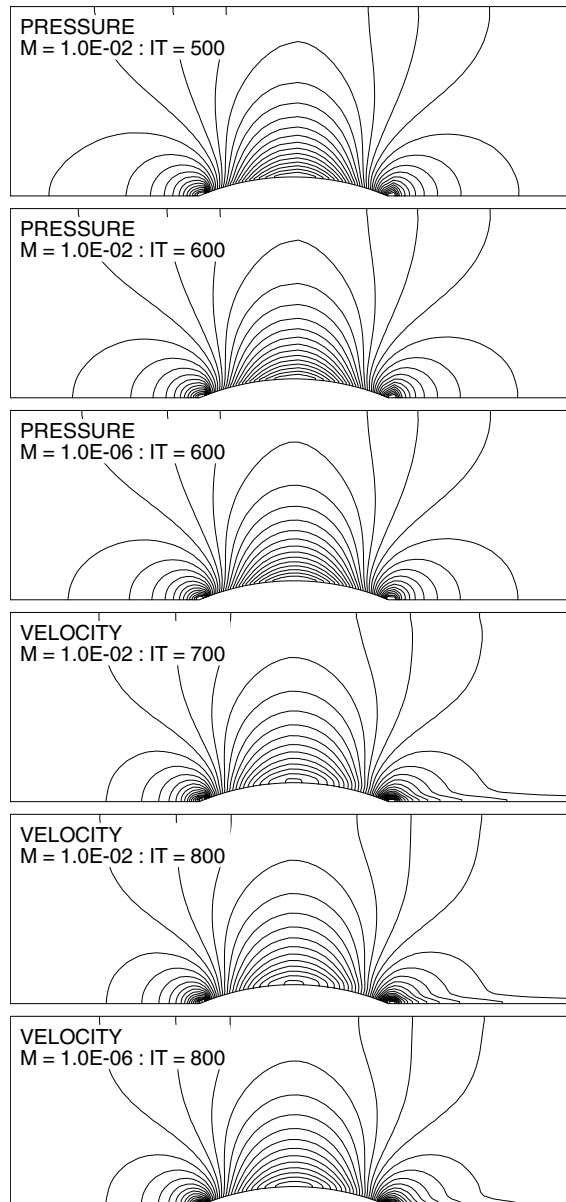 PRESSURE
M = 1.0E-02 : IT = 500
PRESSURE
M = 1.0E-02 : IT = 600
PRESSURE
M = 1.0E-06 : IT = 600
VELOCITY
M = 1.0E-02 : IT = 700
VELOCITY
M = 1.0E-02 : IT = 800
VELOCITY
M = 1.0E-06 : IT = 800